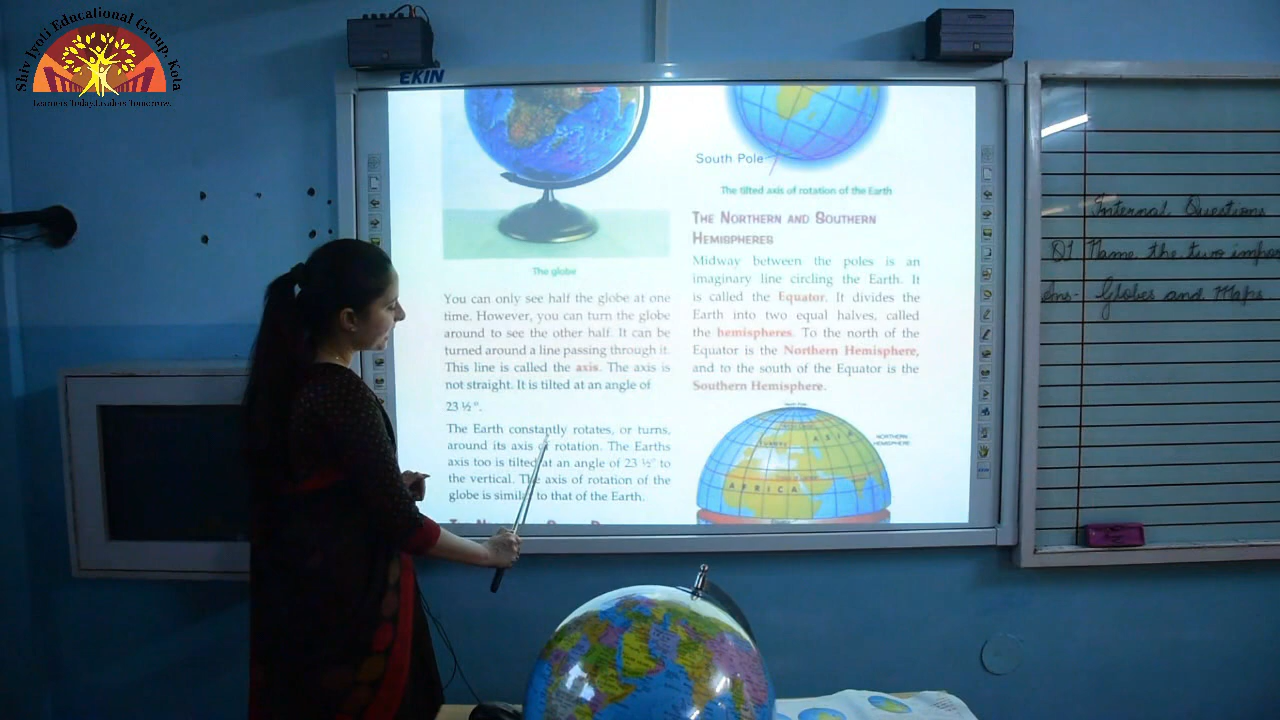 Shiv Jyoti Educational Group, Kota
Learners Today Leaders Tomorrow
EKIN
The globe
You can only see half the globe at one
time. However, you can turn the globe
around to see the other half. It can be
turned around a line passing through it.
This line is called the axis. The axis is
not straight. It is tilted at an angle of
23 ½°.
The Earth constantly rotates, or turns,
around its axis of rotation. The Earths
axis too is tilted at an angle of 23 ½° to
the vertical. The axis of rotation of the
globe is similar to that of the Earth.
South Pole
The tilted axis of rotation of the Earth
THE NORTHERN AND SOUTHERN
HEMISPHERES
Midway between the poles is an
imaginary line circling the Earth. It
is called the Equator. It divides the
Earth into two equal halves, called
the hemispheres. To the north of the
Equator is the Northern Hemisphere,
and to the south of the Equator is the
Southern Hemisphere.
NORTHERN
HEMISPHERE
ASIA
AFRICA
Internal Questions
Q1 Name the two
Ans- Globes and Maps